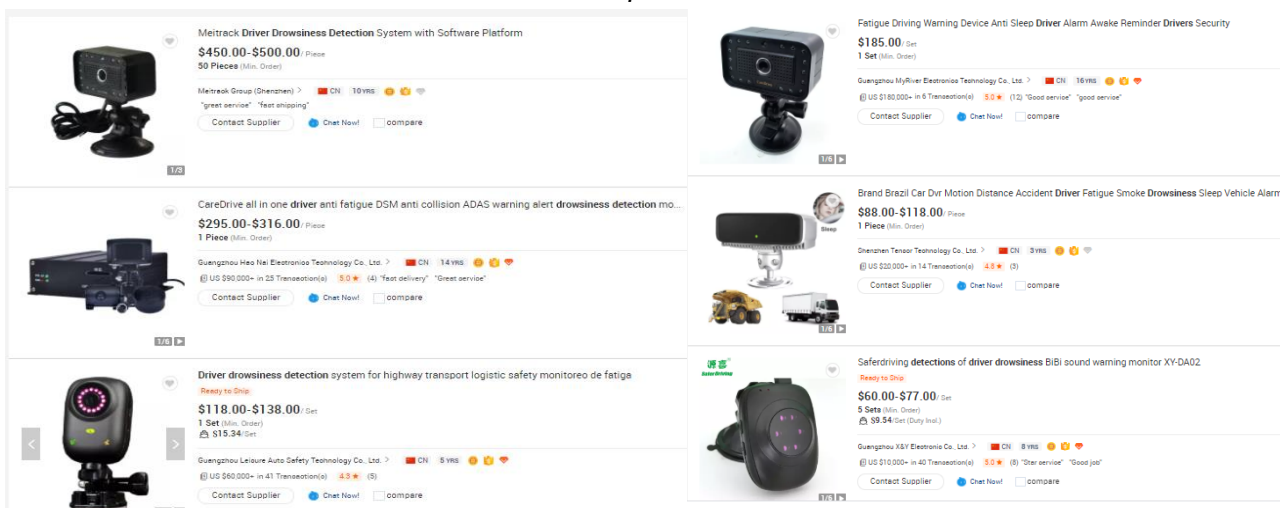 Meitrack Driver Drowsiness Detection System with Software Platform
$450.00-$500.00/ Piece
50 Pieces (Min. Order)
Meitrack Group (Shenzhen) > CN 10 YRS
"great service" "fast shipping"
Contact Supplier Chat Now! compare
1/3
CareDrive all in one driver anti fatigue DSM anti collision ADAS warning alert drowsiness detection mo...
$295.00-$316.00/ Piece
1 Piece (Min. Order)
Guangzhou Hao Nai Electronics Technology Co., Ltd. > CN 14 YRS
US $90,000+ in 25 Transaction(s) 5.0 ★ (4) "fast delivery" "Great service"
Contact Supplier Chat Now! compare
1/6
Driver drowsiness detection system for highway transport logistic safety monitoreo de fatiga
Ready to Ship
$118.00-$138.00/ Set
1 Set (Min. Order)
$15.34/Set
Guangzhou Leisure Auto Safety Technology Co., Ltd. > CN 5 YRS
US $60,000+ in 41 Transaction(s) 4.3 ★ (5)
Contact Supplier Chat Now! compare
Fatigue Driving Warning Device Anti Sleep Driver Alarm Awake Reminder Drivers Security
$185.00/ Set
1 Set (Min. Order)
Guangzhou MyRiver Electronics Technology Co., Ltd. > CN 16 YRS
US $180,000+ in 6 Transaction(s) 5.0 ★ (12) "Good service" "good service"
Contact Supplier Chat Now! compare
1/6
Brand Brazil Car Dvr Motion Distance Accident Driver Fatigue Smoke Drowsiness Sleep Vehicle Alarm
Sleep
$88.00-$118.00/ Piece
1 Piece (Min. Order)
Shenzhen Tensor Technology Co., Ltd. > CN 3 YRS
US $20,000+ in 14 Transaction(s) 4.8 ★ (3)
Contact Supplier Chat Now! compare
1/6
Saferdriving detections of driver drowsiness BiBi sound warning monitor XY-DA02
Safer Driving
Ready to Ship
$60.00-$77.00/ Set
5 Sets (Min. Order)
$9.54/Set (Duty Incl.)
Guangzhou X&Y Electronic Co., Ltd. > CN 8 YRS
US $10,000+ in 40 Transaction(s) 5.0 ★ (8) "Star service" "Good job"
Contact Supplier Chat Now! compare
1/6